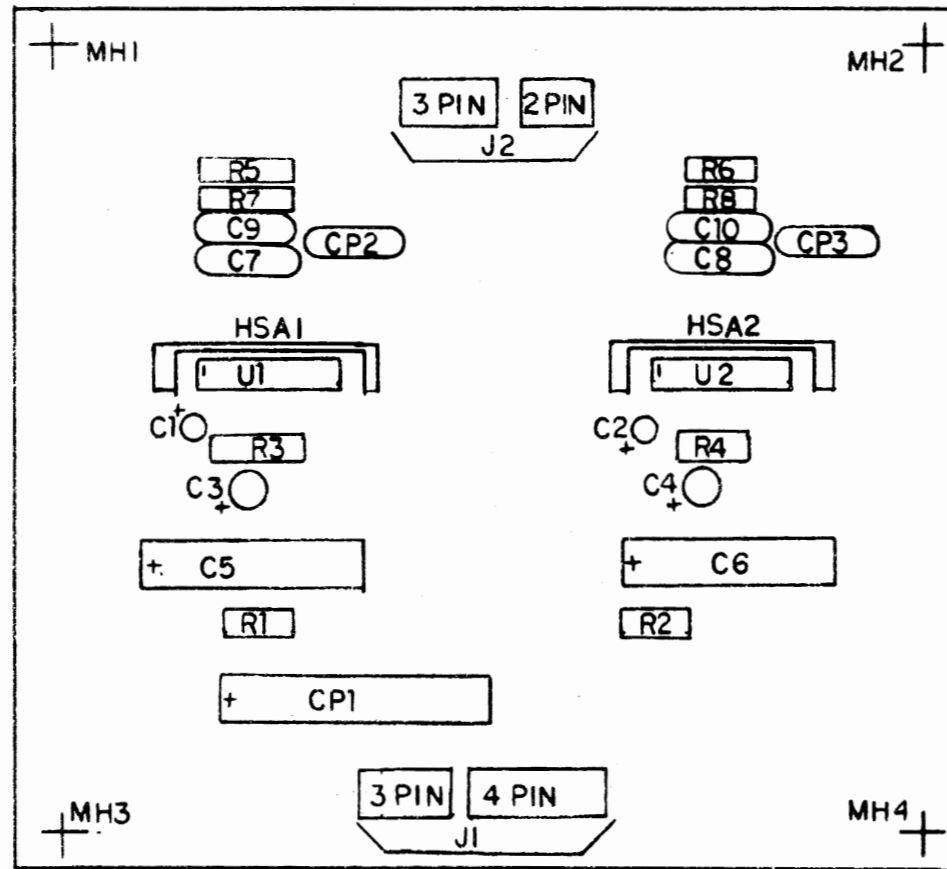 MH1
MH2
3 PIN 2 PIN
J2
R5
R6
R7
R8
C9
C10
CP2
CP3
C7
C8
HSA1
HSA2
U1
U2
+
C1
C2
+
R3
R4
C3
+
C4
+
+ C5
+ C6
R1
R2
+ CP1
3 PIN 4 PIN
J1
MH3
MH4